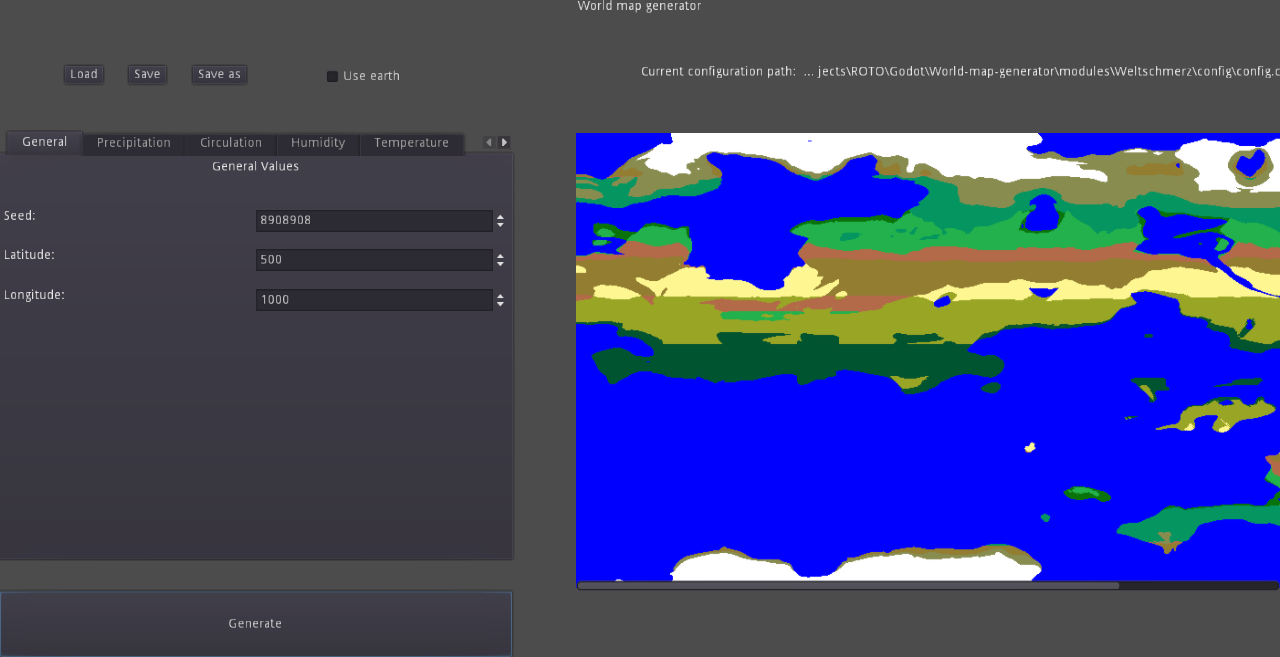 World map generator
Load Save Save as Use earth Current configuration path: ... jects\ROTO\Godot\World-map-generator\modules\Weltschmerz\config\config.c
General Precipitation Circulation Humidity Temperature
General Values
Seed: 8908908
Latitude: 500
Longitude: 1000
Generate